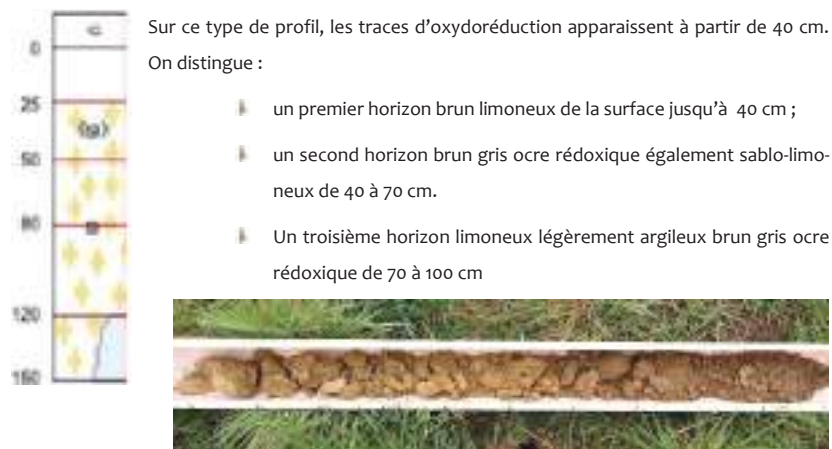 Sur ce type de profil, les traces d’oxydoréduction apparaissent à partir de 40 cm.
On distingue :
un premier horizon brun limoneux de la surface jusqu’à 40 cm ;
un second horizon brun gris ocre rédoxique également sablo-limo-
neux de 40 à 70 cm.
Un troisième horizon limoneux légèrement argileux brun gris ocre
rédoxique de 70 à 100 cm
0
25
(g)
50
80
120